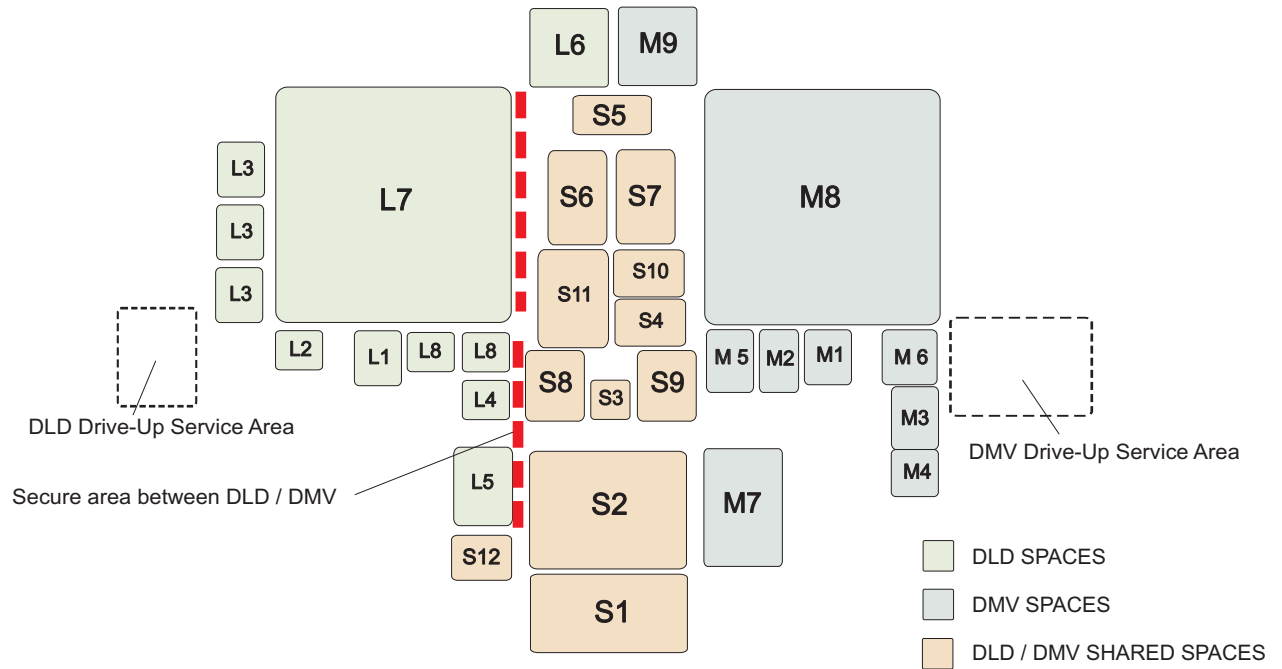 L6
M9
S5
L3
L7
S6
S7
M8
L3
L3
S11
S10
S4
L2
L1
L8
L8
M 5
M2
M1
M 6
S8
S3
S9
L4
M3
DLD Drive-Up Service Area
DMV Drive-Up Service Area
M4
L5
Secure area between DLD / DMV
S2
M7
S12
DLD SPACES
S1
DMV SPACES
DLD / DMV SHARED SPACES